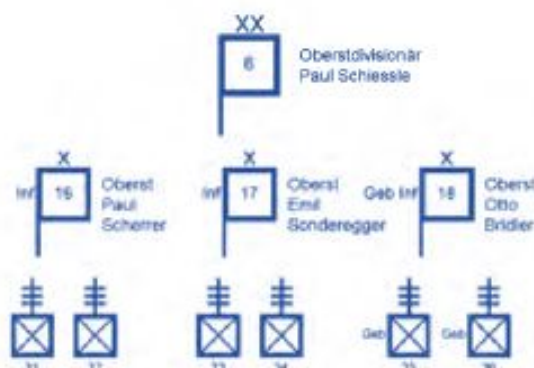 XX
6
Oberstdivisionär
Paul Schiessle
X
Inf
16
Oberst
Paul
Scherrer
X
Inf
17
Oberst
Emil
Sonderegger
X
Geb Inf
18
Oberst
Otto
Bridler
Geb
Geb